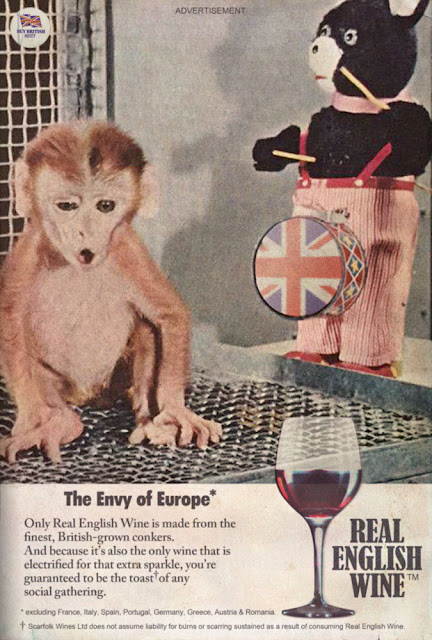 ADVERTISEMENT
BUY BRITISH
The Envy of Europe*
Only Real English Wine is made from the
finest, British-grown conkers.
And because it's also the only wine that is
electrified for that extra sparkle, you're
guaranteed to be the toast† of any
social gathering.
REAL
ENGLISH
WINE™
* excluding France, Italy, Spain, Portugal, Germany, Greece, Austria & Romania.
† Scarfolk Wines Ltd does not assume liability for burns or scarring sustained as a result of consuming Real English Wine.